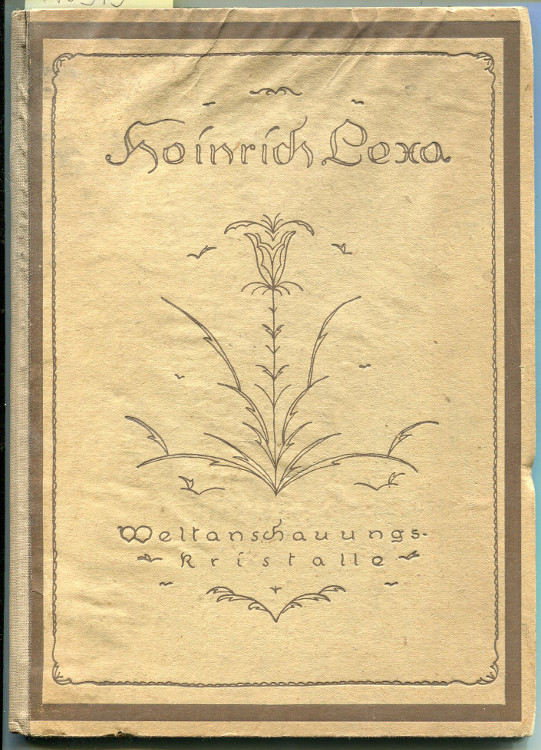 Heinrich Lexa
Weltanschauungs-
kristalle